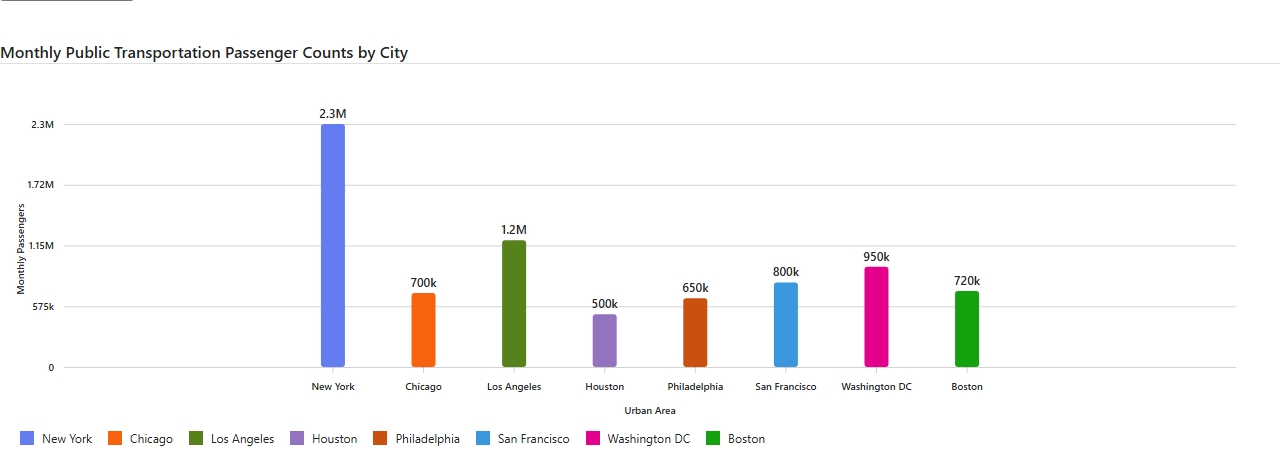 Monthly Public Transportation Passenger Counts by City
2.3M
2.3M
1.72M
1.2M
1.15M
950k
800k
720k
700k
650k
575k
500k
0
Monthly Passengers
New York Chicago Los Angeles Houston Philadelphia San Francisco Washington DC Boston
Urban Area
New York Chicago Los Angeles Houston Philadelphia San Francisco Washington DC Boston